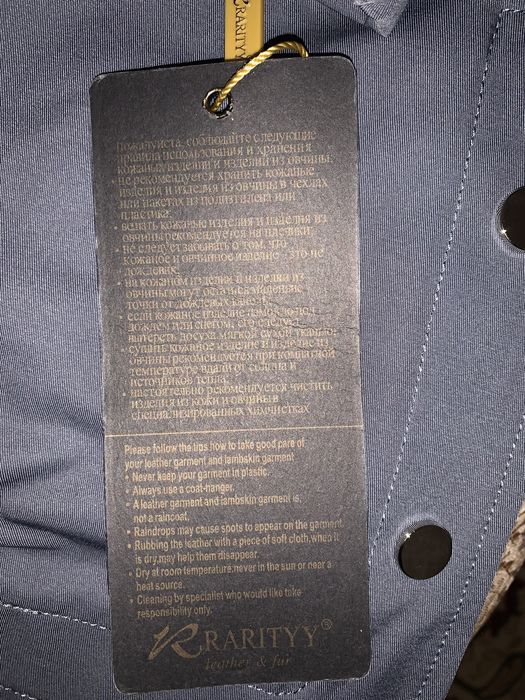 RARITYY
Пожалуйста, соблюдайте следующие
правила использования и хранения
кожаных изделий и изделий из овчины.
• не рекомендуется хранить кожаные
изделия и изделия из овчины в чехлах
или пакетах из полиэтилена или
пластика.
• вешать кожаные изделия и изделия из
овчины рекомендуется на плечики.
• не следует забывать о том, что
кожаное и овчинное изделие - это не
дождевик.
• на кожаном изделии и изделии из
овчины могут остаться маленькие
точки от дождевых капель.
• если кожаное изделие под
дождем или снегом, его следует
вытереть досуха мягкой сухой тканью.
• сушить кожаное изделие и изделие из
овчины рекомендуется при комнатной
температуре вдали от солнца и
источников тепла.
• настоятельно рекомендуется чистить
изделия из кожи и овчины в
специализированных химчистках
Please follow the tips how to take good care of
your leather garment and lambskin garment
• Never keep your garment in plastic.
• Always use a coat-hanger.
• A leather garment and lambskin garment is,
not a raincoat.
• Raindrops may cause spots to appear on the garment.
• Rubbing the leather with a piece of soft cloth,when it
is dry,may help them disappear.
• Dry at room temperature,never in the sun or near a
heat source.
• Cleaning by specialist who would like take
responsibility only.
RARITYY®
leather & fur